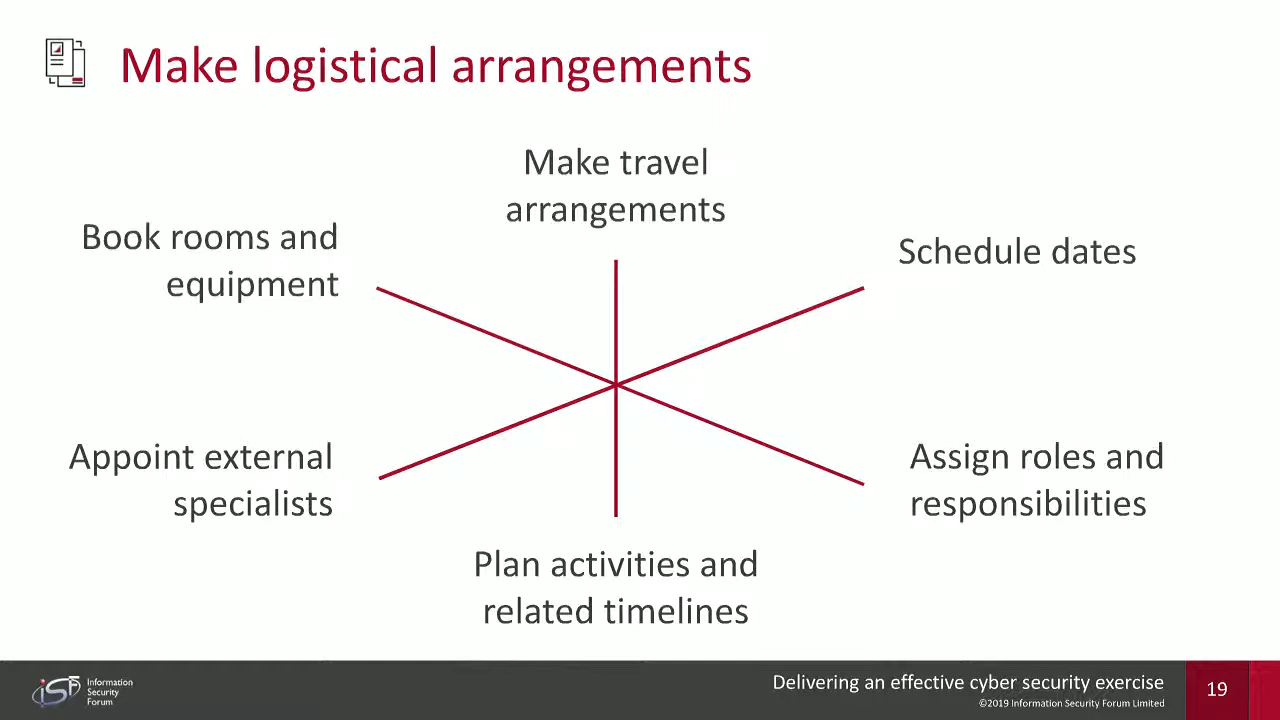 Make logistical arrangements
Make travel
arrangements
Book rooms and
equipment
Schedule dates
Appoint external
specialists
Assign roles and
responsibilities
Plan activities and
related timelines
iSF
Information
Security
Forum
Delivering an effective cyber security exercise
©2019 Information Security Forum Limited
19